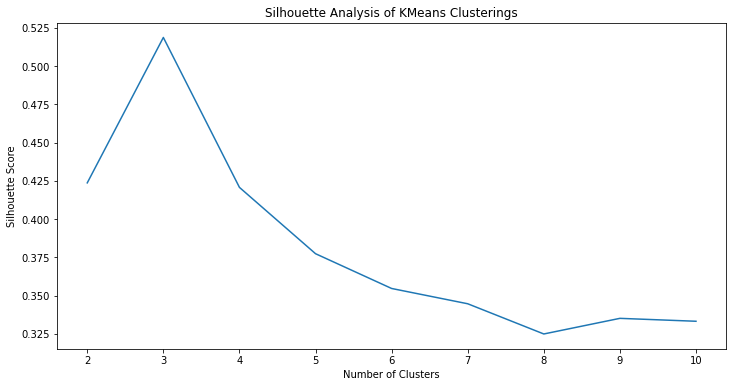 Silhouette Analysis of KMeans Clusterings
0.525
0.500
0.475
0.450
0.425
0.400
0.375
0.350
0.325
Silhouette Score
2 3 4 5 6 7 8 9 10
Number of Clusters